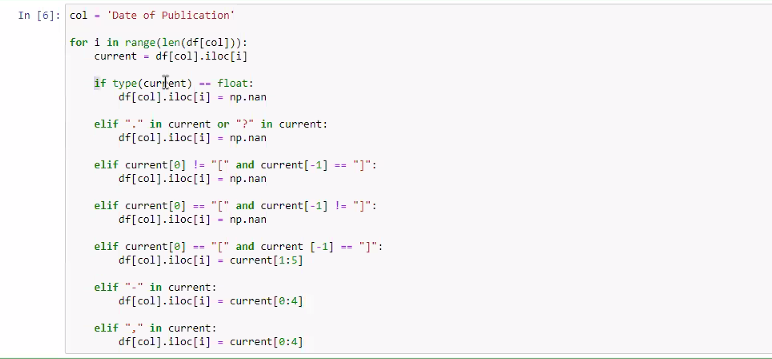 In [6]: col = 'Date of Publication'
for i in range(len(df[col])):
    current = df[col].iloc[i]
    if type(current) == float:
        df[col].iloc[i] = np.nan
    elif "." in current or "?" in current:
        df[col].iloc[i] = np.nan
    elif current[0] != "[" and current[-1] == "]":
        df[col].iloc[i] = np.nan
    elif current[0] == "[" and current[-1] != "]":
        df[col].iloc[i] = np.nan
    elif current[0] == "[" and current [-1] == "]":
        df[col].iloc[i] = current[1:5]
    elif "-" in current:
        df[col].iloc[i] = current[0:4]
    elif "," in current:
        df[col].iloc[i] = current[0:4]